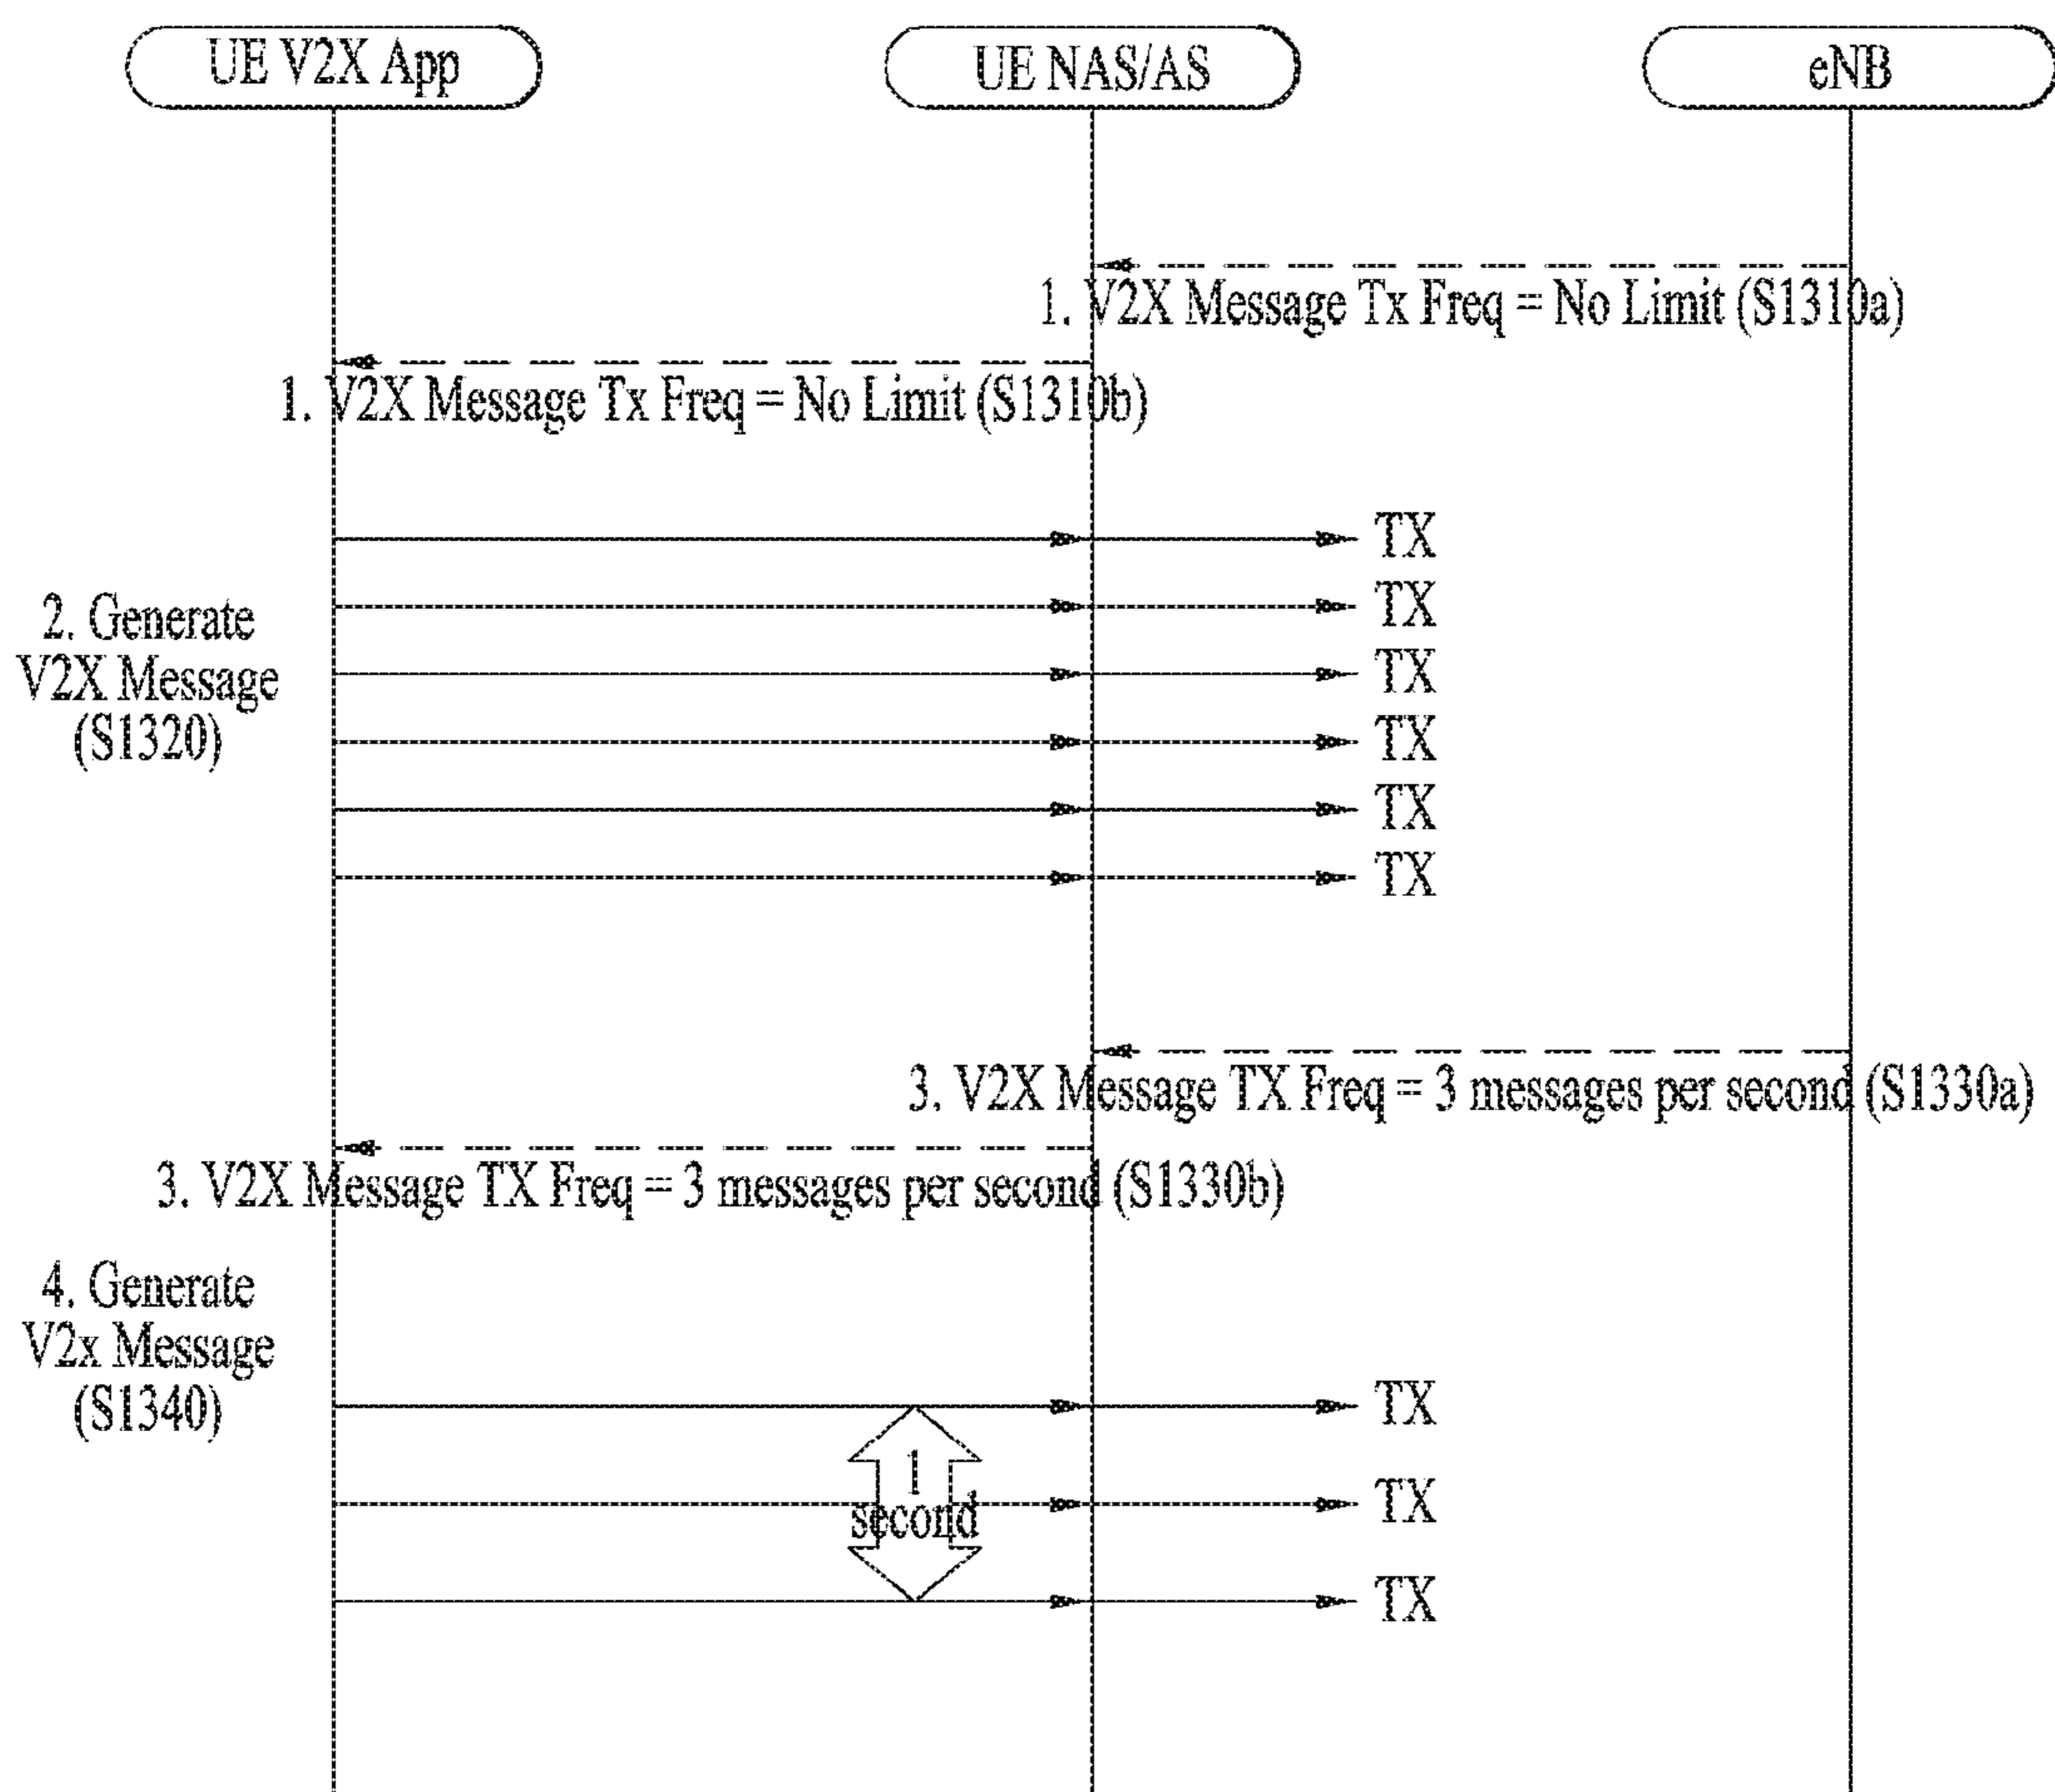 UE V2X App
UE NAS/AS
eNB
1. V2X Message Tx Freq = No Limit (S1310a)
1. V2X Message Tx Freq = No Limit (S1310b)
TX
TX
TX
TX
TX
TX
2. Generate
V2X Message
(S1320)
3. V2X Message TX Freq = 3 messages per second (S1330a)
3. V2X Message TX Freq = 3 messages per second (S1330b)
4. Generate
V2x Message
(S1340)
1
second
TX
TX
TX